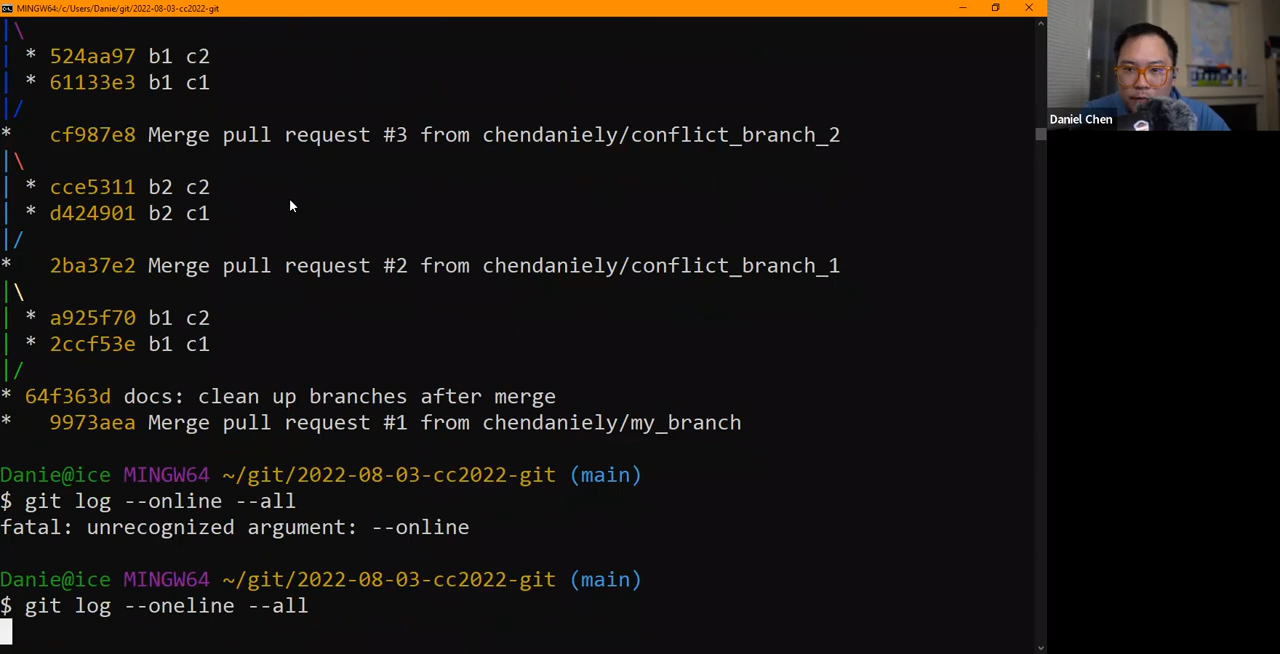 MINGW64:/c/Users/Danie/git/2022-08-03-cc2022-git
|\
| * 524aa97 b1 c2
| * 61133e3 b1 c1
|/
*   cf987e8 Merge pull request #3 from chendaniely/conflict_branch_2
|\
| * cce5311 b2 c2
| * d424901 b2 c1
|/
*   2ba37e2 Merge pull request #2 from chendaniely/conflict_branch_1
|\
| * a925f70 b1 c2
| * 2ccf53e b1 c1
|/
* 64f363d docs: clean up branches after merge
*   9973aea Merge pull request #1 from chendaniely/my_branch
Danie@ice MINGW64 ~/git/2022-08-03-cc2022-git (main)
$ git log --online --all
fatal: unrecognized argument: --online
Danie@ice MINGW64 ~/git/2022-08-03-cc2022-git (main)
$ git log --oneline --all
Daniel Chen